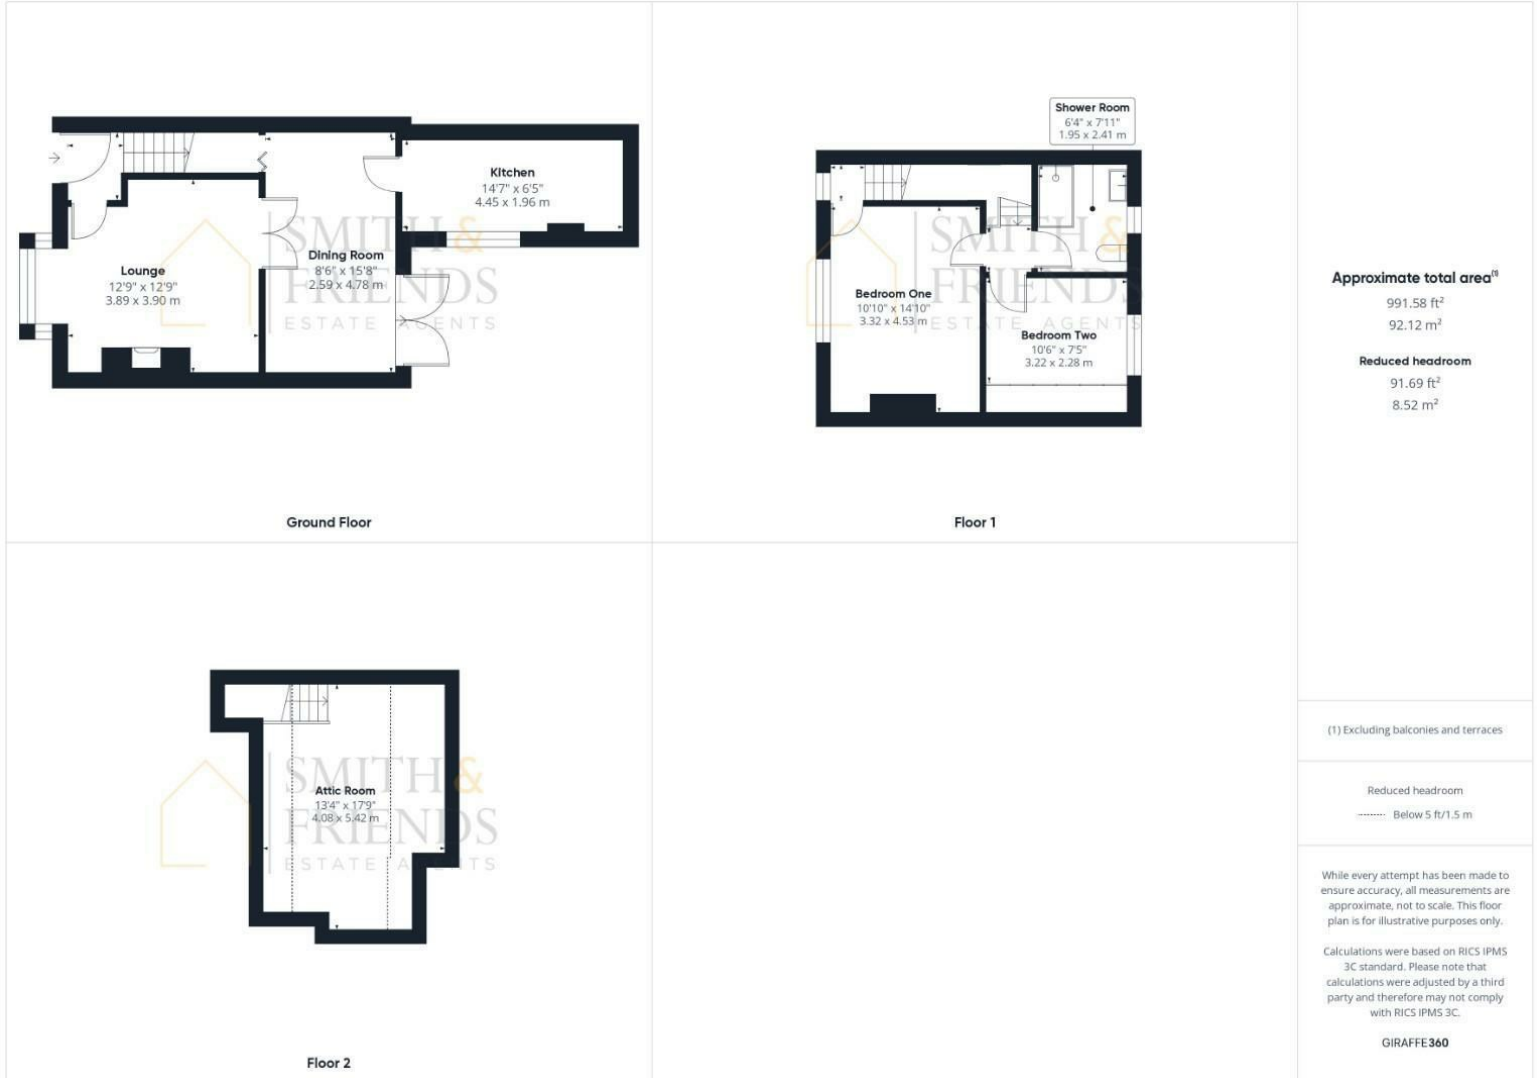 Kitchen
14'7" x 6'5"
4.45 x 1.96 m
Dining Room
8'6" x 15'8"
2.59 x 4.78 m
Lounge
12'9" x 12'9"
3.89 x 3.90 m
SMITH &
FRIENDS
ESTATE AGENTS
Ground Floor
Shower Room
6'4" x 7'11"
1.95 x 2.41 m
Bedroom One
10'10" x 14'10"
3.32 x 4.53 m
Bedroom Two
10'6" x 7'5"
3.22 x 2.28 m
SMITH &
FRIENDS
ESTATE AGENTS
Floor 1
Attic Room
13'4" x 17'9"
4.08 x 5.42 m
SMITH &
FRIENDS
ESTATE AGENTS
Floor 2
Approximate total area⁽¹⁾
991.58 ft²
92.12 m²
Reduced headroom
91.69 ft²
8.52 m²
(1) Excluding balconies and terraces
Reduced headroom
Below 5 ft/1.5 m
While every attempt has been made to
ensure accuracy, all measurements are
approximate, not to scale. This floor
plan is for illustrative purposes only.
Calculations were based on RICS IPMS
3C standard. Please note that
calculations were adjusted by a third
party and therefore may not comply
with RICS IPMS 3C.
GIRAFFE360